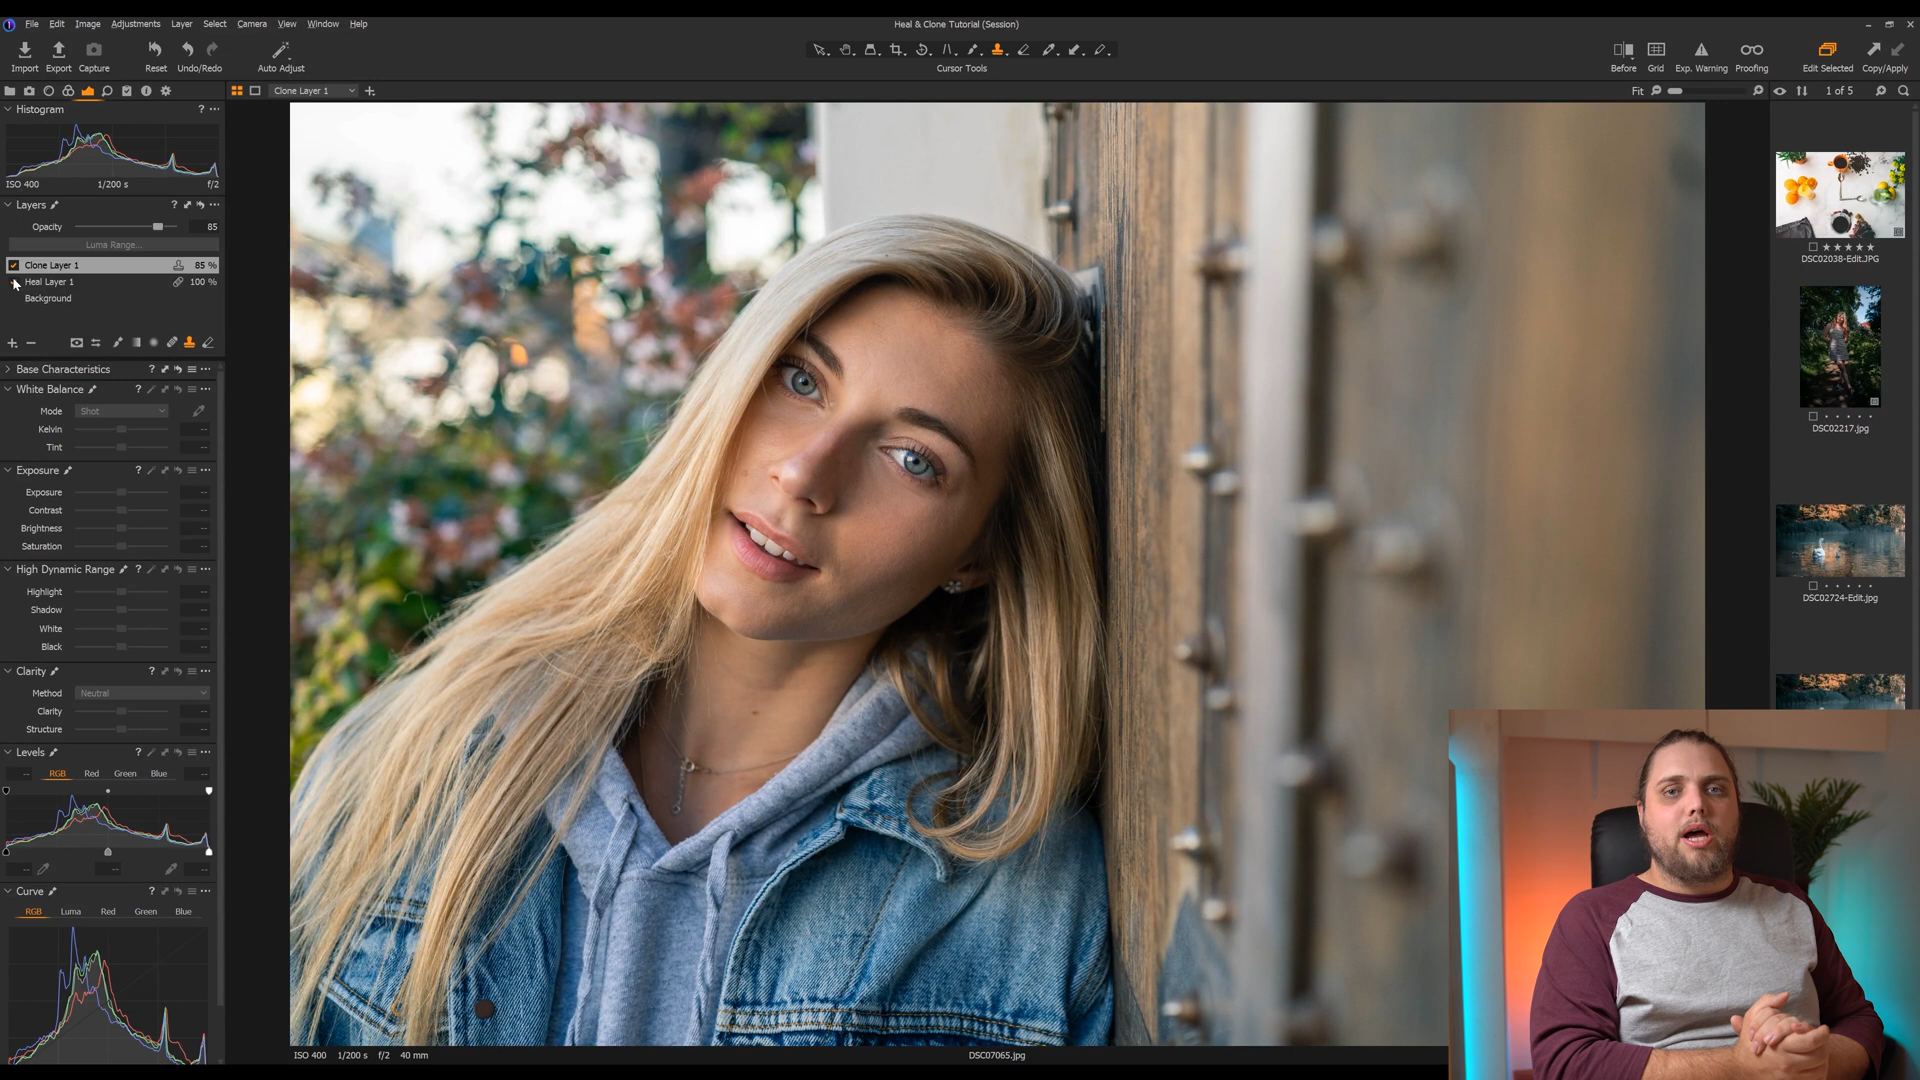 File Edit Image Adjustments Layer Select Camera View Window Help
Heal & Clone Tutorial (Session)
Import Export Capture Reset Undo/Redo Auto Adjust
Cursor Tools
Before Grid Exp. Warning Proofing Edit Selected Copy/Apply
Clone Layer 1
Fit
1 of 5
Histogram ?
ISO 400 1/200 s f/2
Layers ?
Opacity 85
Luma Range...
Clone Layer 1 85 %
Heal Layer 1 100 %
Background
Base Characteristics ?
White Balance ?
Mode Shot
Kelvin --
Tint --
Exposure ?
Exposure --
Contrast --
Brightness --
Saturation --
High Dynamic Range ?
Highlight --
Shadow --
White --
Black --
Clarity ?
Method Neutral
Clarity --
Structure --
Levels ?
-- RGB Red Green Blue --
-- -- --
Curve ?
RGB Luma Red Green Blue
ISO 400 1/200 s f/2 40 mm
DSC07065.jpg
DSC02038-Edit.JPG
DSC02217.jpg
DSC02724-Edit.jpg